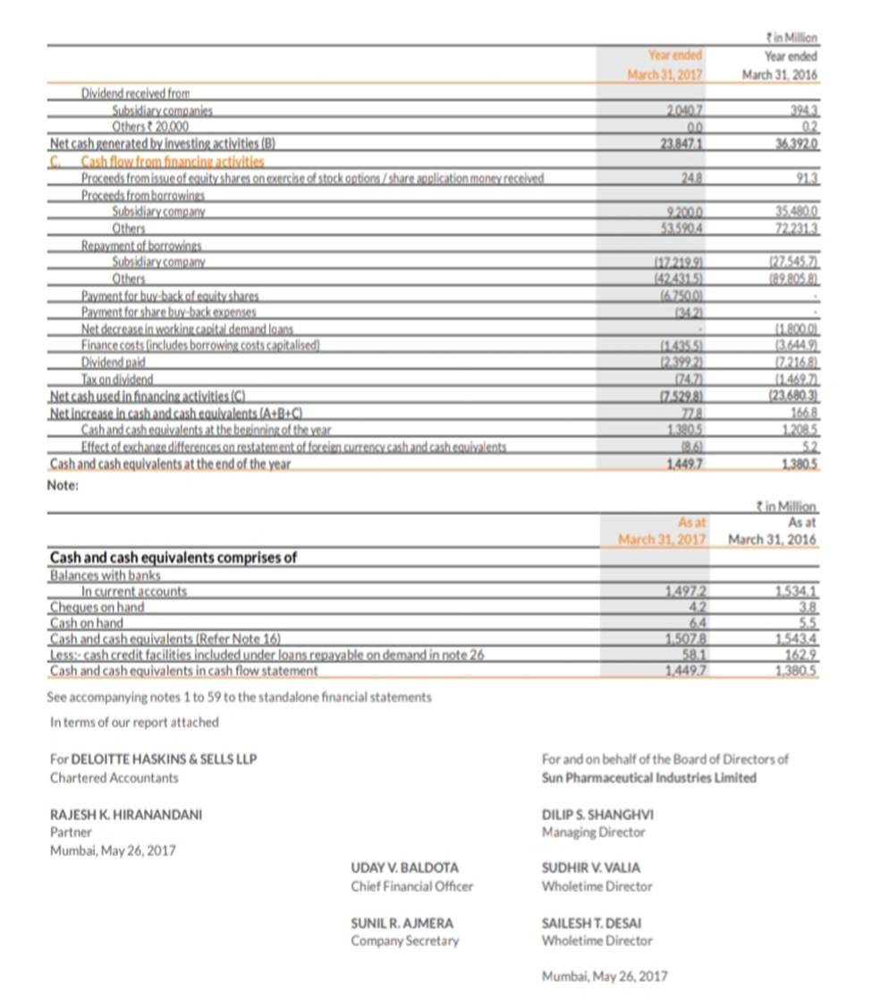 ₹ in Million
Year ended Year ended
March 31, 2017 March 31, 2016
Dividend received from
Subsidiary companies 2,040.7 394.3
Others ₹ 20,000 0.0 0.2
Net cash generated by investing activities (B) 23,847.1 36,392.0
C. Cash flow from financing activities
Proceeds from issue of equity shares on exercise of stock options / share application money received 24.8 91.3
Proceeds from borrowings
Subsidiary company 9,200.0 35,480.0
Others 53,590.4 72,231.3
Repayment of borrowings
Subsidiary company (17,219.9) (27,545.7)
Others (42,431.5) (89,805.8)
Payment for buy-back of equity shares (6,750.0) -
Payment for share buy-back expenses (34.2) -
Net decrease in working capital demand loans - (1,800.0)
Finance costs (includes borrowing costs capitalised) (1,435.5) (3,644.9)
Dividend paid (2,399.2) (7,216.8)
Tax on dividend (74.7) (1,469.7)
Net cash used in financing activities (C) (7,529.8) (23,680.3)
Net increase in cash and cash equivalents (A+B+C) 77.8 166.8
Cash and cash equivalents at the beginning of the year 1,380.5 1,208.5
Effect of exchange differences on restatement of foreign currency cash and cash equivalents (8.6) 5.2
Cash and cash equivalents at the end of the year 1,449.7 1,380.5
Note:
₹ in Million
As at As at
March 31, 2017 March 31, 2016
Cash and cash equivalents comprises of
Balances with banks
In current accounts 1,497.2 1,534.1
Cheques on hand 4.2 3.8
Cash on hand 6.4 5.5
Cash and cash equivalents (Refer Note 16) 1,507.8 1,543.4
Less:- cash credit facilities included under loans repayable on demand in note 26 58.1 162.9
Cash and cash equivalents in cash flow statement 1,449.7 1,380.5
See accompanying notes 1 to 59 to the standalone financial statements
In terms of our report attached
For DELOITTE HASKINS & SELLS LLP For and on behalf of the Board of Directors of
Chartered Accountants Sun Pharmaceutical Industries Limited
RAJESH K. HIRANANDANI DILIP S. SHANGHVI
Partner Managing Director
Mumbai, May 26, 2017
UDAY V. BALDOTA SUDHIR V. VALIA
Chief Financial Officer Wholetime Director
SUNIL R. AJMERA SAILESH T. DESAI
Company Secretary Wholetime Director
Mumbai, May 26, 2017